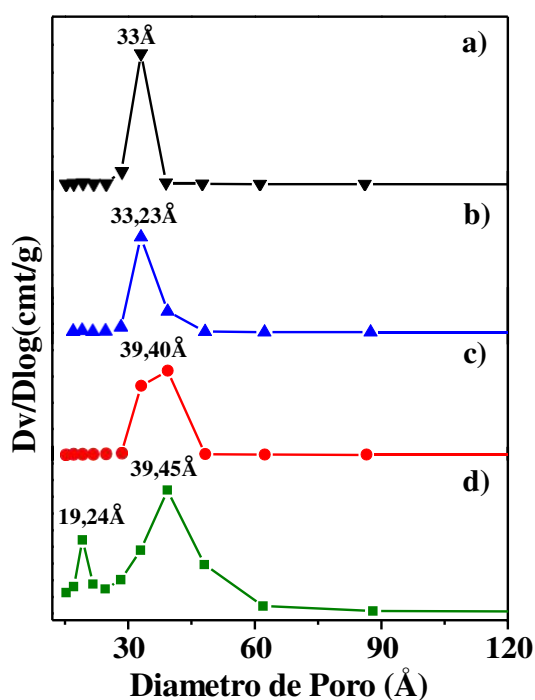 33Å
a)
33,23Å
b)
39,40Å
c)
39,45Å
d)
19,24Å
Dv/Dlog(cmt/g)
30 60 90 120
Diametro de Poro (Å)